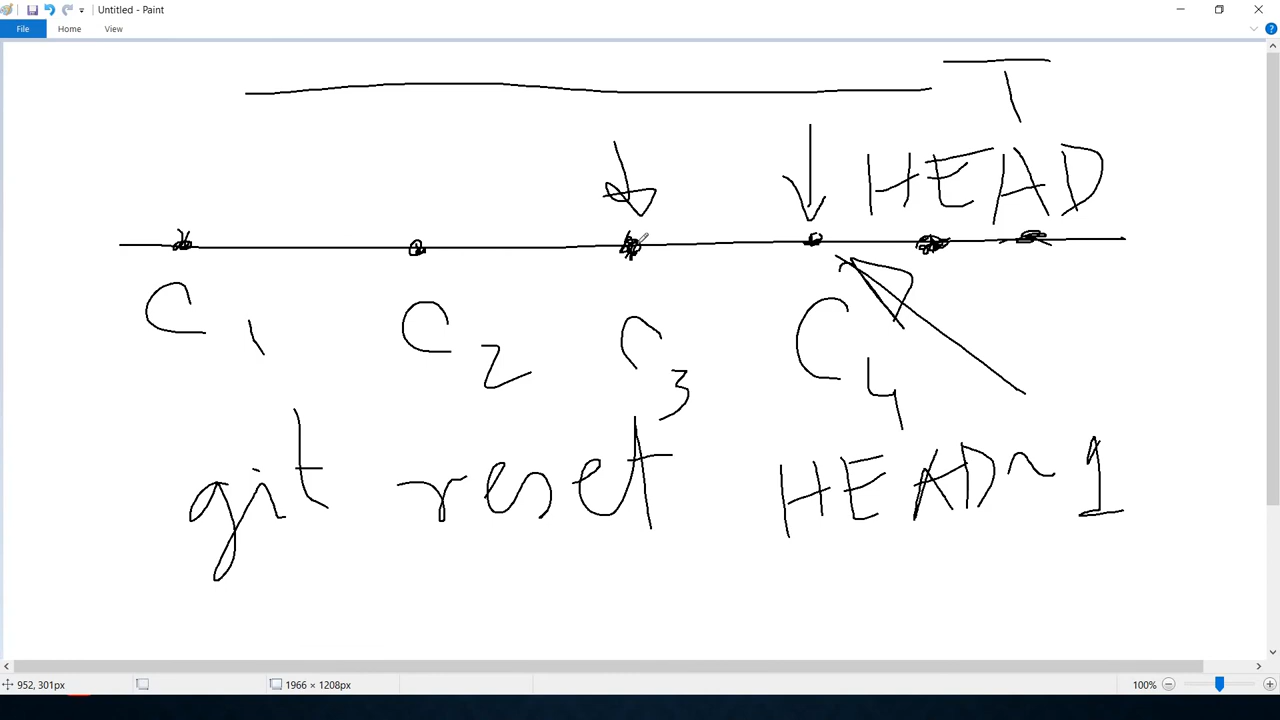 Untitled - Paint
File Home View
T
HEAD
C1 C2 C3 C4
git reset HEAD~1
952, 301px 1966 × 1208px 100%